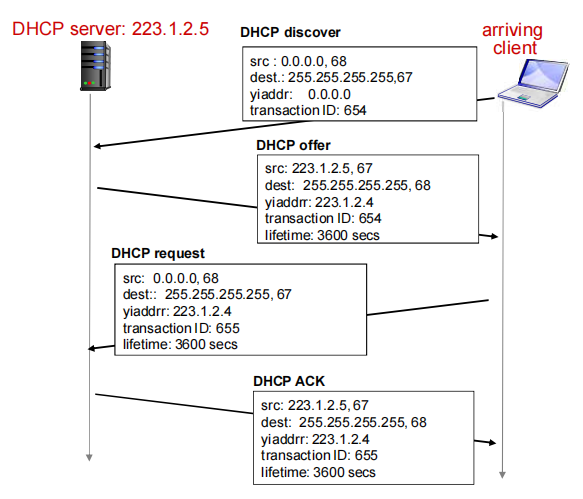 DHCP server: 223.1.2.5
arriving
client
DHCP discover
src : 0.0.0.0, 68
dest.: 255.255.255.255,67
yiaddr: 0.0.0.0
transaction ID: 654
DHCP offer
src: 223.1.2.5, 67
dest: 255.255.255.255, 68
yiaddrr: 223.1.2.4
transaction ID: 654
lifetime: 3600 secs
DHCP request
src: 0.0.0.0, 68
dest:: 255.255.255.255, 67
yiaddrr: 223.1.2.4
transaction ID: 655
lifetime: 3600 secs
DHCP ACK
src: 223.1.2.5, 67
dest: 255.255.255.255, 68
yiaddrr: 223.1.2.4
transaction ID: 655
lifetime: 3600 secs